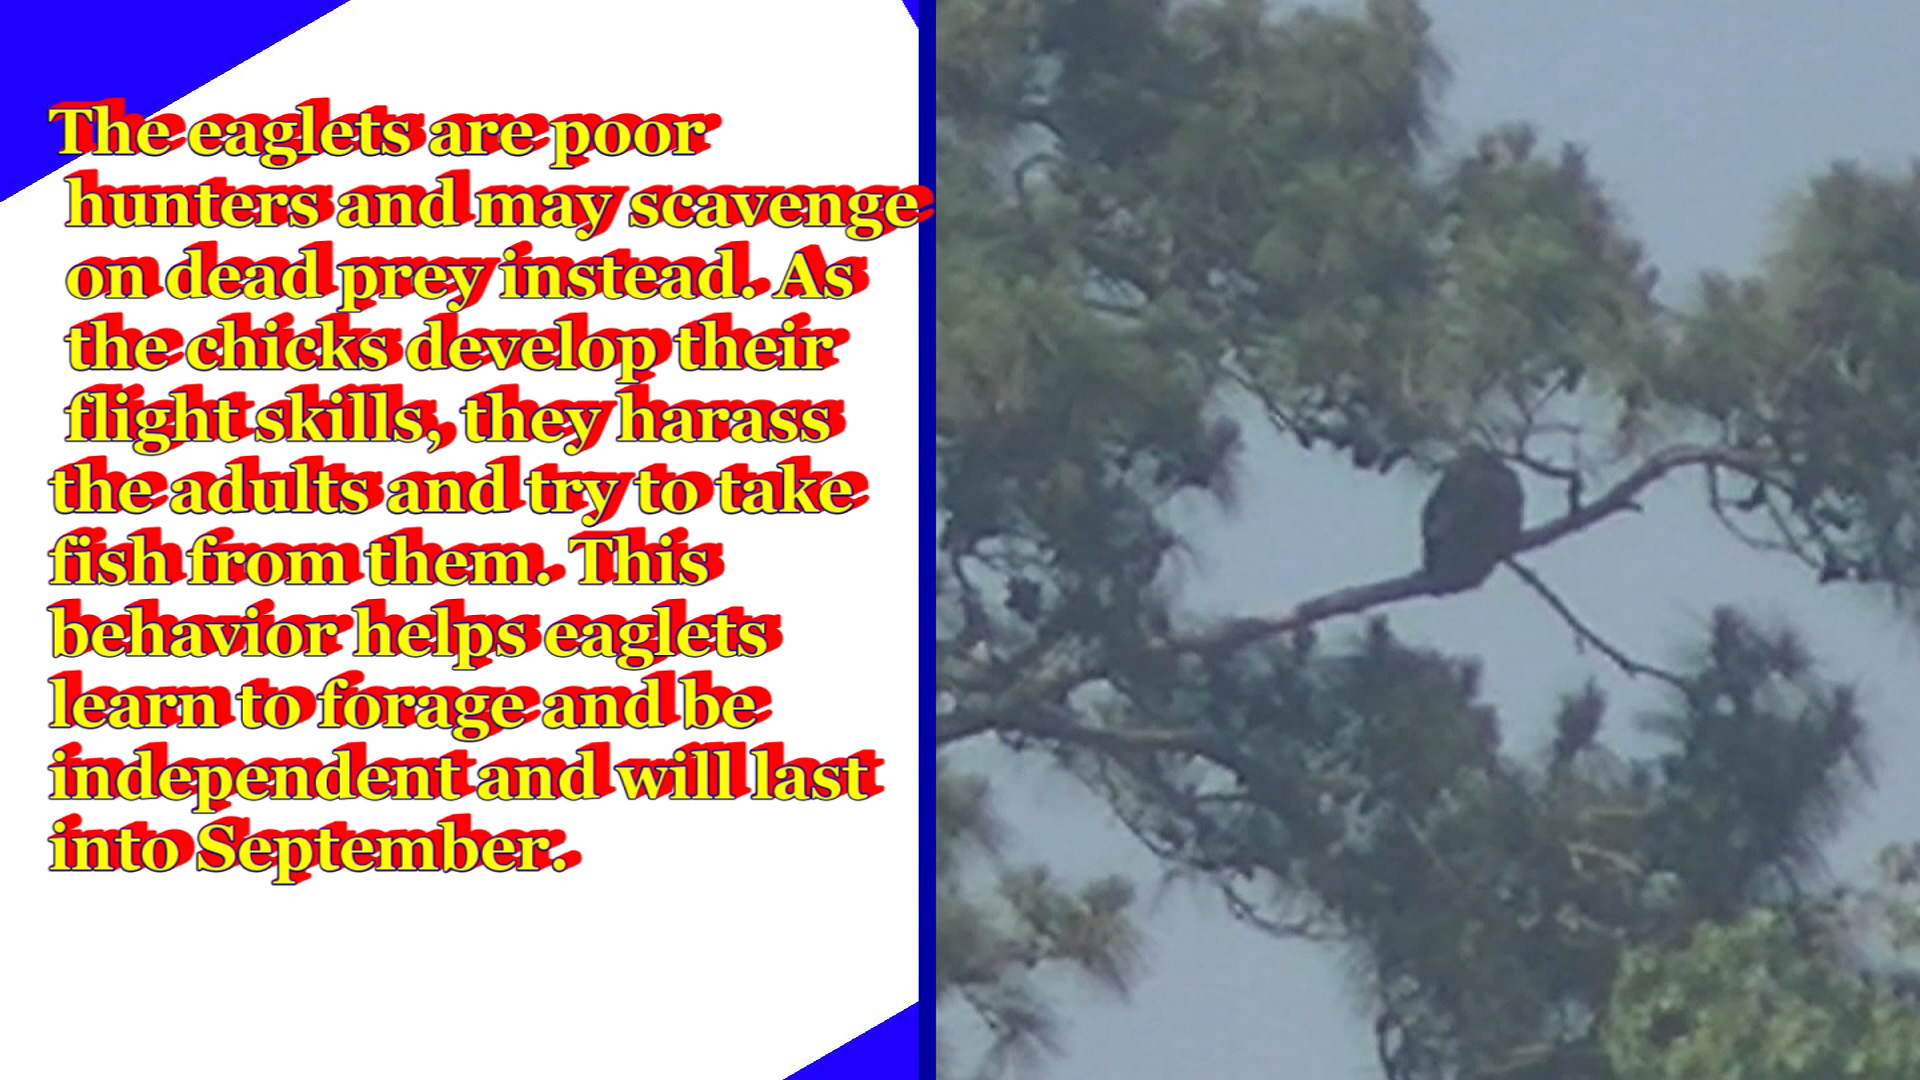 The eaglets are poor
hunters and may scavenge
on dead prey instead. As
the chicks develop their
flight skills, they harass
the adults and try to take
fish from them. This
behavior helps eaglets
learn to forage and be
independent and will last
into September.